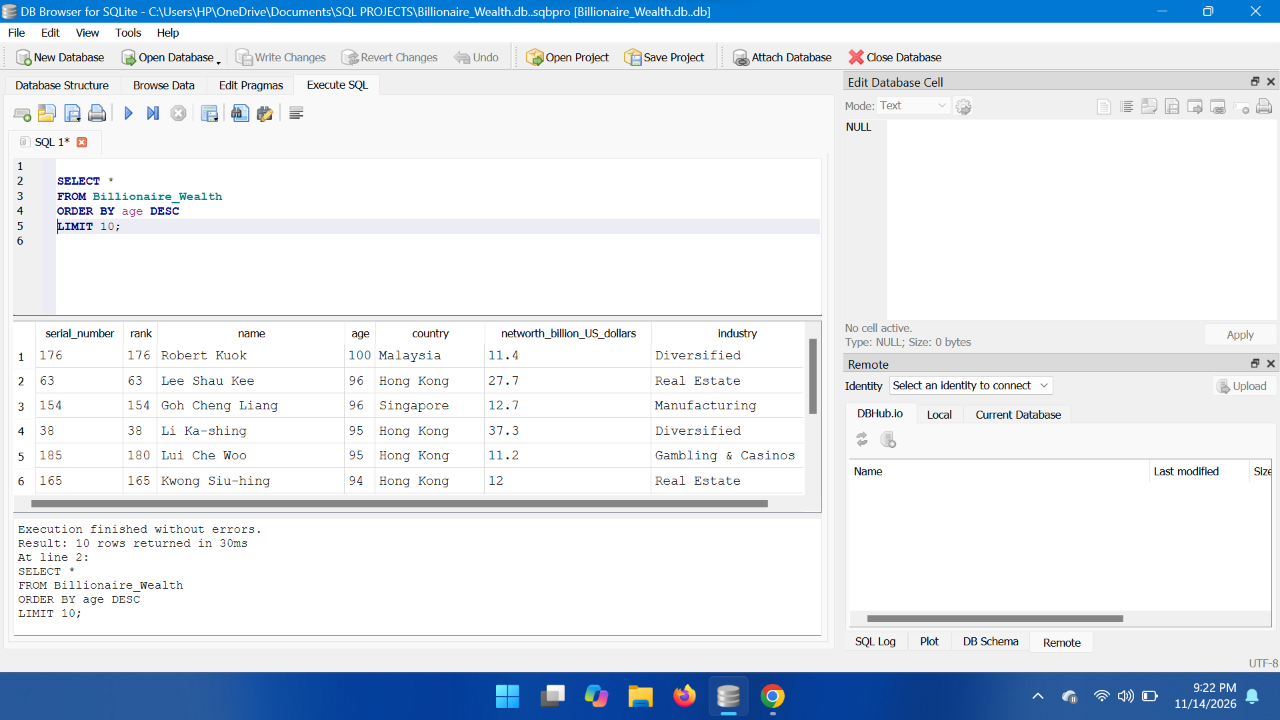 DB Browser for SQLite - C:\Users\HP\OneDrive\Documents\SQL PROJECTS\Billionaire_Wealth.db..sqbpro [Billionaire_Wealth.db..db]
File Edit View Tools Help
New Database Open Database Write Changes Revert Changes Undo Open Project Save Project Attach Database Close Database
Database Structure Browse Data Edit Pragmas Execute SQL
SQL 1*
1
2 SELECT *
3 FROM Billionaire_Wealth
4 ORDER BY age DESC
5 LIMIT 10;
6
serial_number rank name age country networth_billion_US_dollars industry
1 176 176 Robert Kuok 100 Malaysia 11.4 Diversified
2 63 63 Lee Shau Kee 96 Hong Kong 27.7 Real Estate
3 154 154 Goh Cheng Liang 96 Singapore 12.7 Manufacturing
4 38 38 Li Ka-shing 95 Hong Kong 37.3 Diversified
5 185 180 Lui Che Woo 95 Hong Kong 11.2 Gambling & Casinos
6 165 165 Kwong Siu-hing 94 Hong Kong 12 Real Estate
Execution finished without errors.
Result: 10 rows returned in 30ms
At line 2:
SELECT *
FROM Billionaire_Wealth
ORDER BY age DESC
LIMIT 10;
Edit Database Cell
Mode: Text
NULL
No cell active.
Type: NULL; Size: 0 bytes
Apply
Remote
Identity Select an identity to connect Upload
DBHub.io Local Current Database
Name Last modified Size
SQL Log Plot DB Schema Remote
UTF-8
9:22 PM
11/14/2026